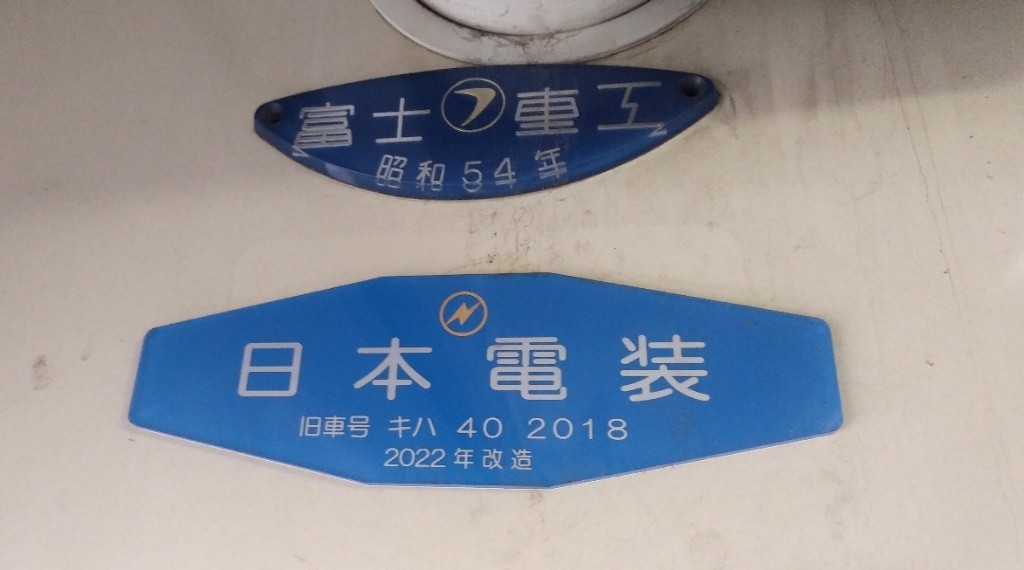 富士重工
昭和54年
日本電装
旧車号 キハ 40 2018
2022年改造